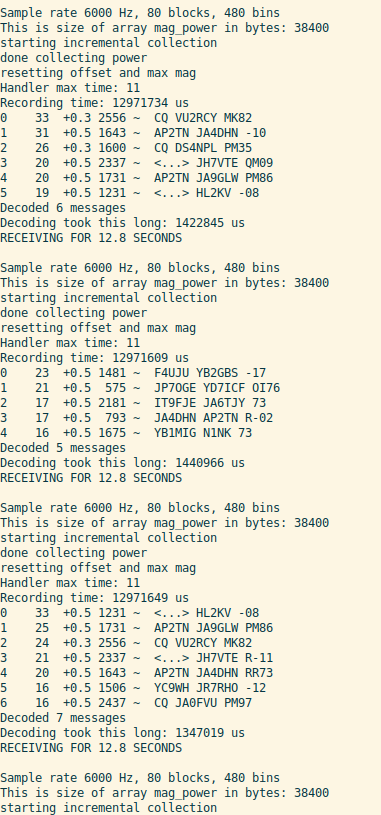 Sample rate 6000 Hz, 80 blocks, 480 bins
This is size of array mag_power in bytes: 38400
starting incremental collection
done collecting power
resetting offset and max mag
Handler max time: 11
Recording time: 12971734 us
0    33  +0.3 2556 ~  CQ VU2RCY MK82
1    31  +0.5 1643 ~  AP2TN JA4DHN -10
2    26  +0.3 1600 ~  CQ DS4NPL PM35
3    20  +0.5 2337 ~  <...> JH7VTE QM09
4    20  +0.5 1731 ~  AP2TN JA9GLW PM86
5    19  +0.5 1231 ~  <...> HL2KV -08
Decoded 6 messages
Decoding took this long: 1422845 us
RECEIVING FOR 12.8 SECONDS

Sample rate 6000 Hz, 80 blocks, 480 bins
This is size of array mag_power in bytes: 38400
starting incremental collection
done collecting power
resetting offset and max mag
Handler max time: 11
Recording time: 12971609 us
0    23  +0.5 1481 ~  F4UJU YB2GBS -17
1    21  +0.5  575 ~  JP7OGE YD7ICF OI76
2    17  +0.5 2181 ~  IT9FJE JA6TJY 73
3    17  +0.5  793 ~  JA4DHN AP2TN R-02
4    16  +0.5 1675 ~  YB1MIG N1NK 73
Decoded 5 messages
Decoding took this long: 1440966 us
RECEIVING FOR 12.8 SECONDS

Sample rate 6000 Hz, 80 blocks, 480 bins
This is size of array mag_power in bytes: 38400
starting incremental collection
done collecting power
resetting offset and max mag
Handler max time: 11
Recording time: 12971649 us
0    33  +0.5 1231 ~  <...> HL2KV -08
1    25  +0.5 1731 ~  AP2TN JA9GLW PM86
2    24  +0.3 2556 ~  CQ VU2RCY MK82
3    21  +0.5 2337 ~  <...> JH7VTE R-11
4    20  +0.5 1643 ~  AP2TN JA4DHN RR73
5    16  +0.5 1506 ~  YC9WH JR7RHO -12
6    16  +0.5 2437 ~  CQ JA0FVU PM97
Decoded 7 messages
Decoding took this long: 1347019 us
RECEIVING FOR 12.8 SECONDS

Sample rate 6000 Hz, 80 blocks, 480 bins
This is size of array mag_power in bytes: 38400
starting incremental collection